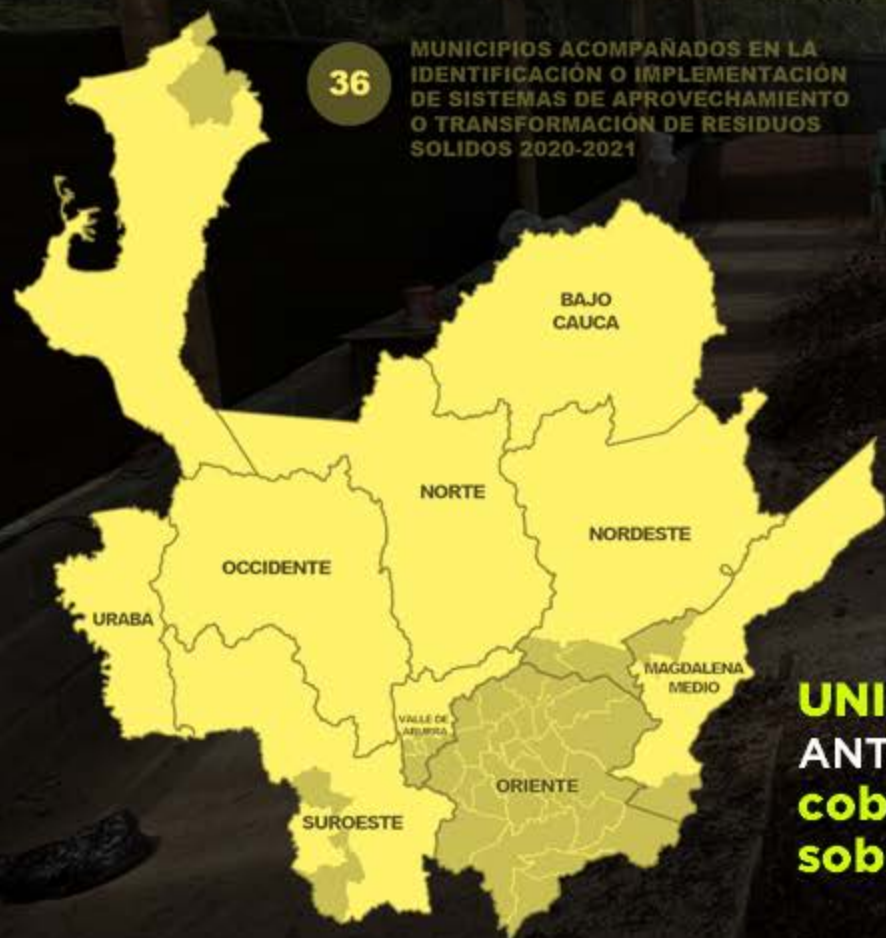 36
MUNICIPIOS ACOMPAÑADOS EN LA
IDENTIFICACIÓN O IMPLEMENTACIÓN
DE SISTEMAS DE APROVECHAMIENTO
O TRANSFORMACIÓN DE RESIDUOS
SOLIDOS 2020-2021
BAJO
CAUCA
NORTE
NORDESTE
OCCIDENTE
URABA
MAGDALENA
MEDIO
VALLE DE
ABURRA
ORIENTE
SUROESTE
UNI
ANT
cob
sob